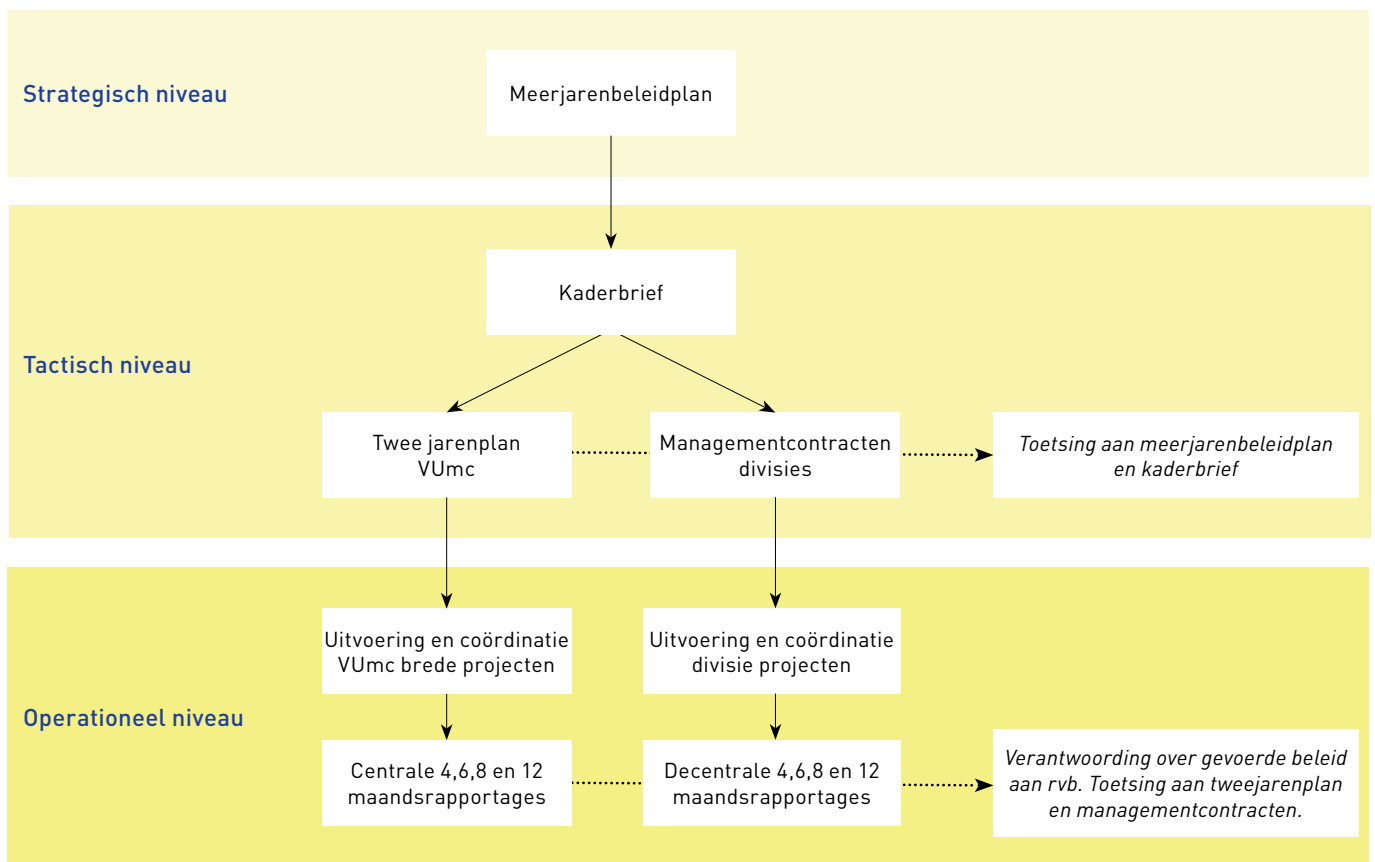 Strategisch niveau
Meerjarenbeleidplan
Kaderbrief
Tactisch niveau
Twee jarenplan
VUmc
Managementcontracten
divisies
Toetsing aan meerjarenbeleidplan
en kaderbrief
Uitvoering en coördinatie
VUmc brede projecten
Uitvoering en coördinatie
divisie projecten
Operationeel niveau
Centrale 4,6,8 en 12
maandsrapportages
Decentrale 4,6,8 en 12
maandsrapportages
Verantwoording over gevoerde beleid
aan rvb. Toetsing aan tweejarenplan
en managementcontracten.